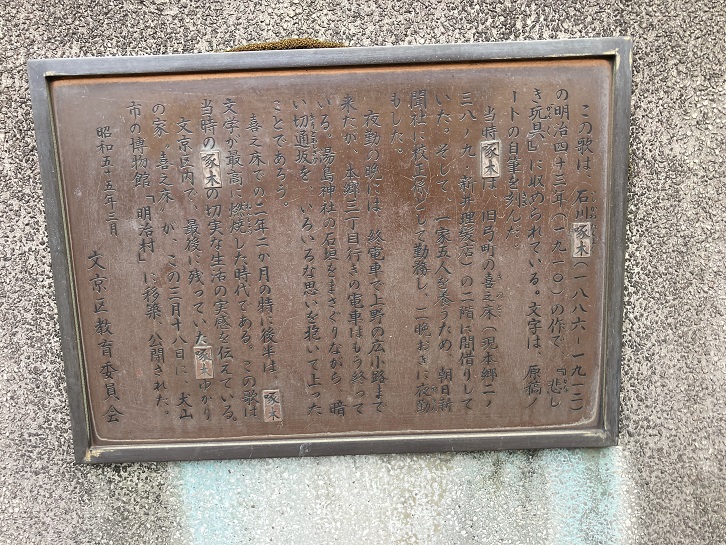 この歌は、石川啄木(一八八六―一九一二)
の明治四十三年(一九一〇)の作で、『悲し
き玩具』に収められている。文字は、原稿ノ
ートの自筆を刻んだ。
当時啄木は、旧弓町の喜之床(現本郷二ノ
三八ノ九・新井理髪店)の二階に間借りして
いた。そして、一家五人を養うため、朝日新
聞社に校正係として勤務し、二晩おきに夜勤
もした。
夜勤の晩には、終電車で上野の広小路まで
来たが、本郷三丁目行きの電車はもう終って
いる。湯島神社の石垣をまさぐりながら、暗
い切通坂を、いろいろな思いを抱いて上った
ことであろう。
喜之床での二年二か月の特に後半は、啄木
文学が最高に燃焼した時代である。この歌は
当時の啄木の切実な生活の実感を伝えている。
文京区内で、最後に残っていた啄木ゆかり
の家"喜之床"が、この三月十八日に、犬山
市の博物館「明治村」に移築、公開された。
昭和五十五年三月
文京区教育委員会